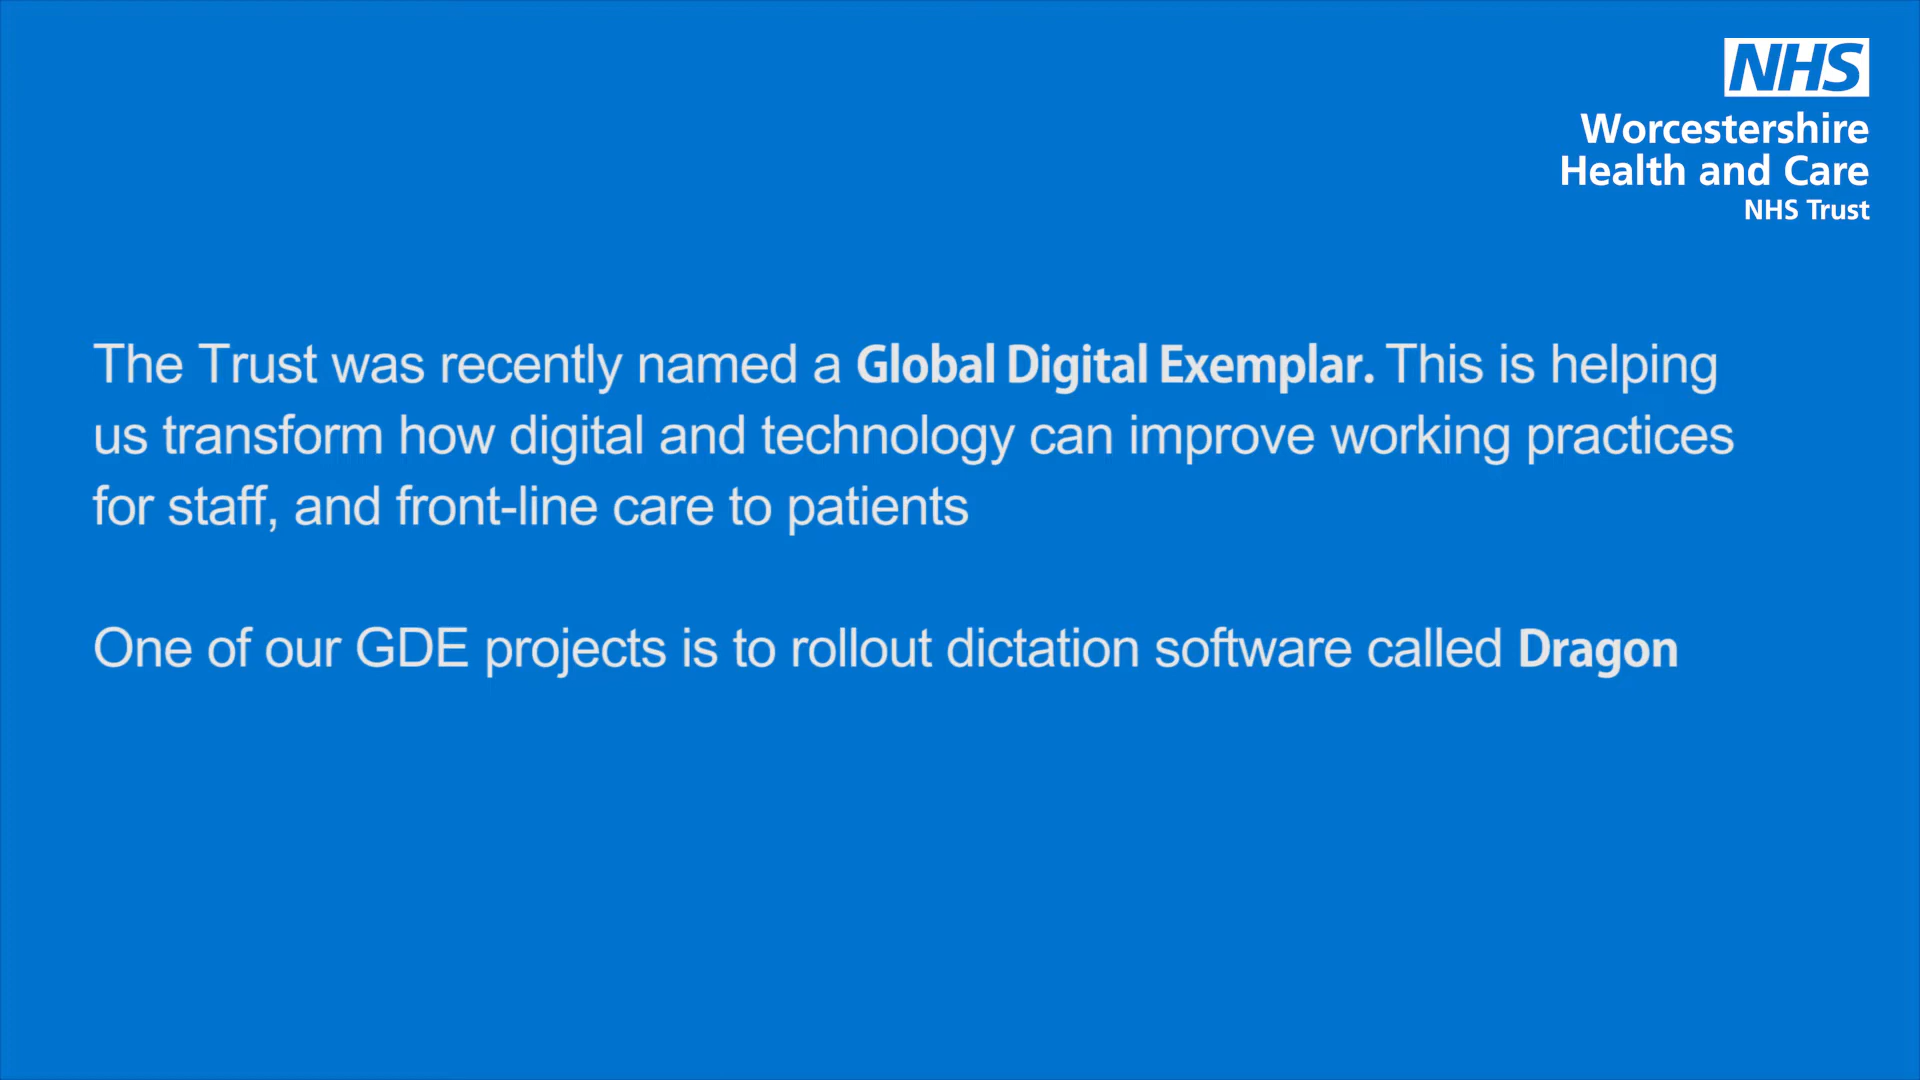 NHS
Worcestershire
Health and Care
NHS Trust
The Trust was recently named a Global Digital Exemplar. This is helping
us transform how digital and technology can improve working practices
for staff, and front-line care to patients
One of our GDE projects is to rollout dictation software called Dragon